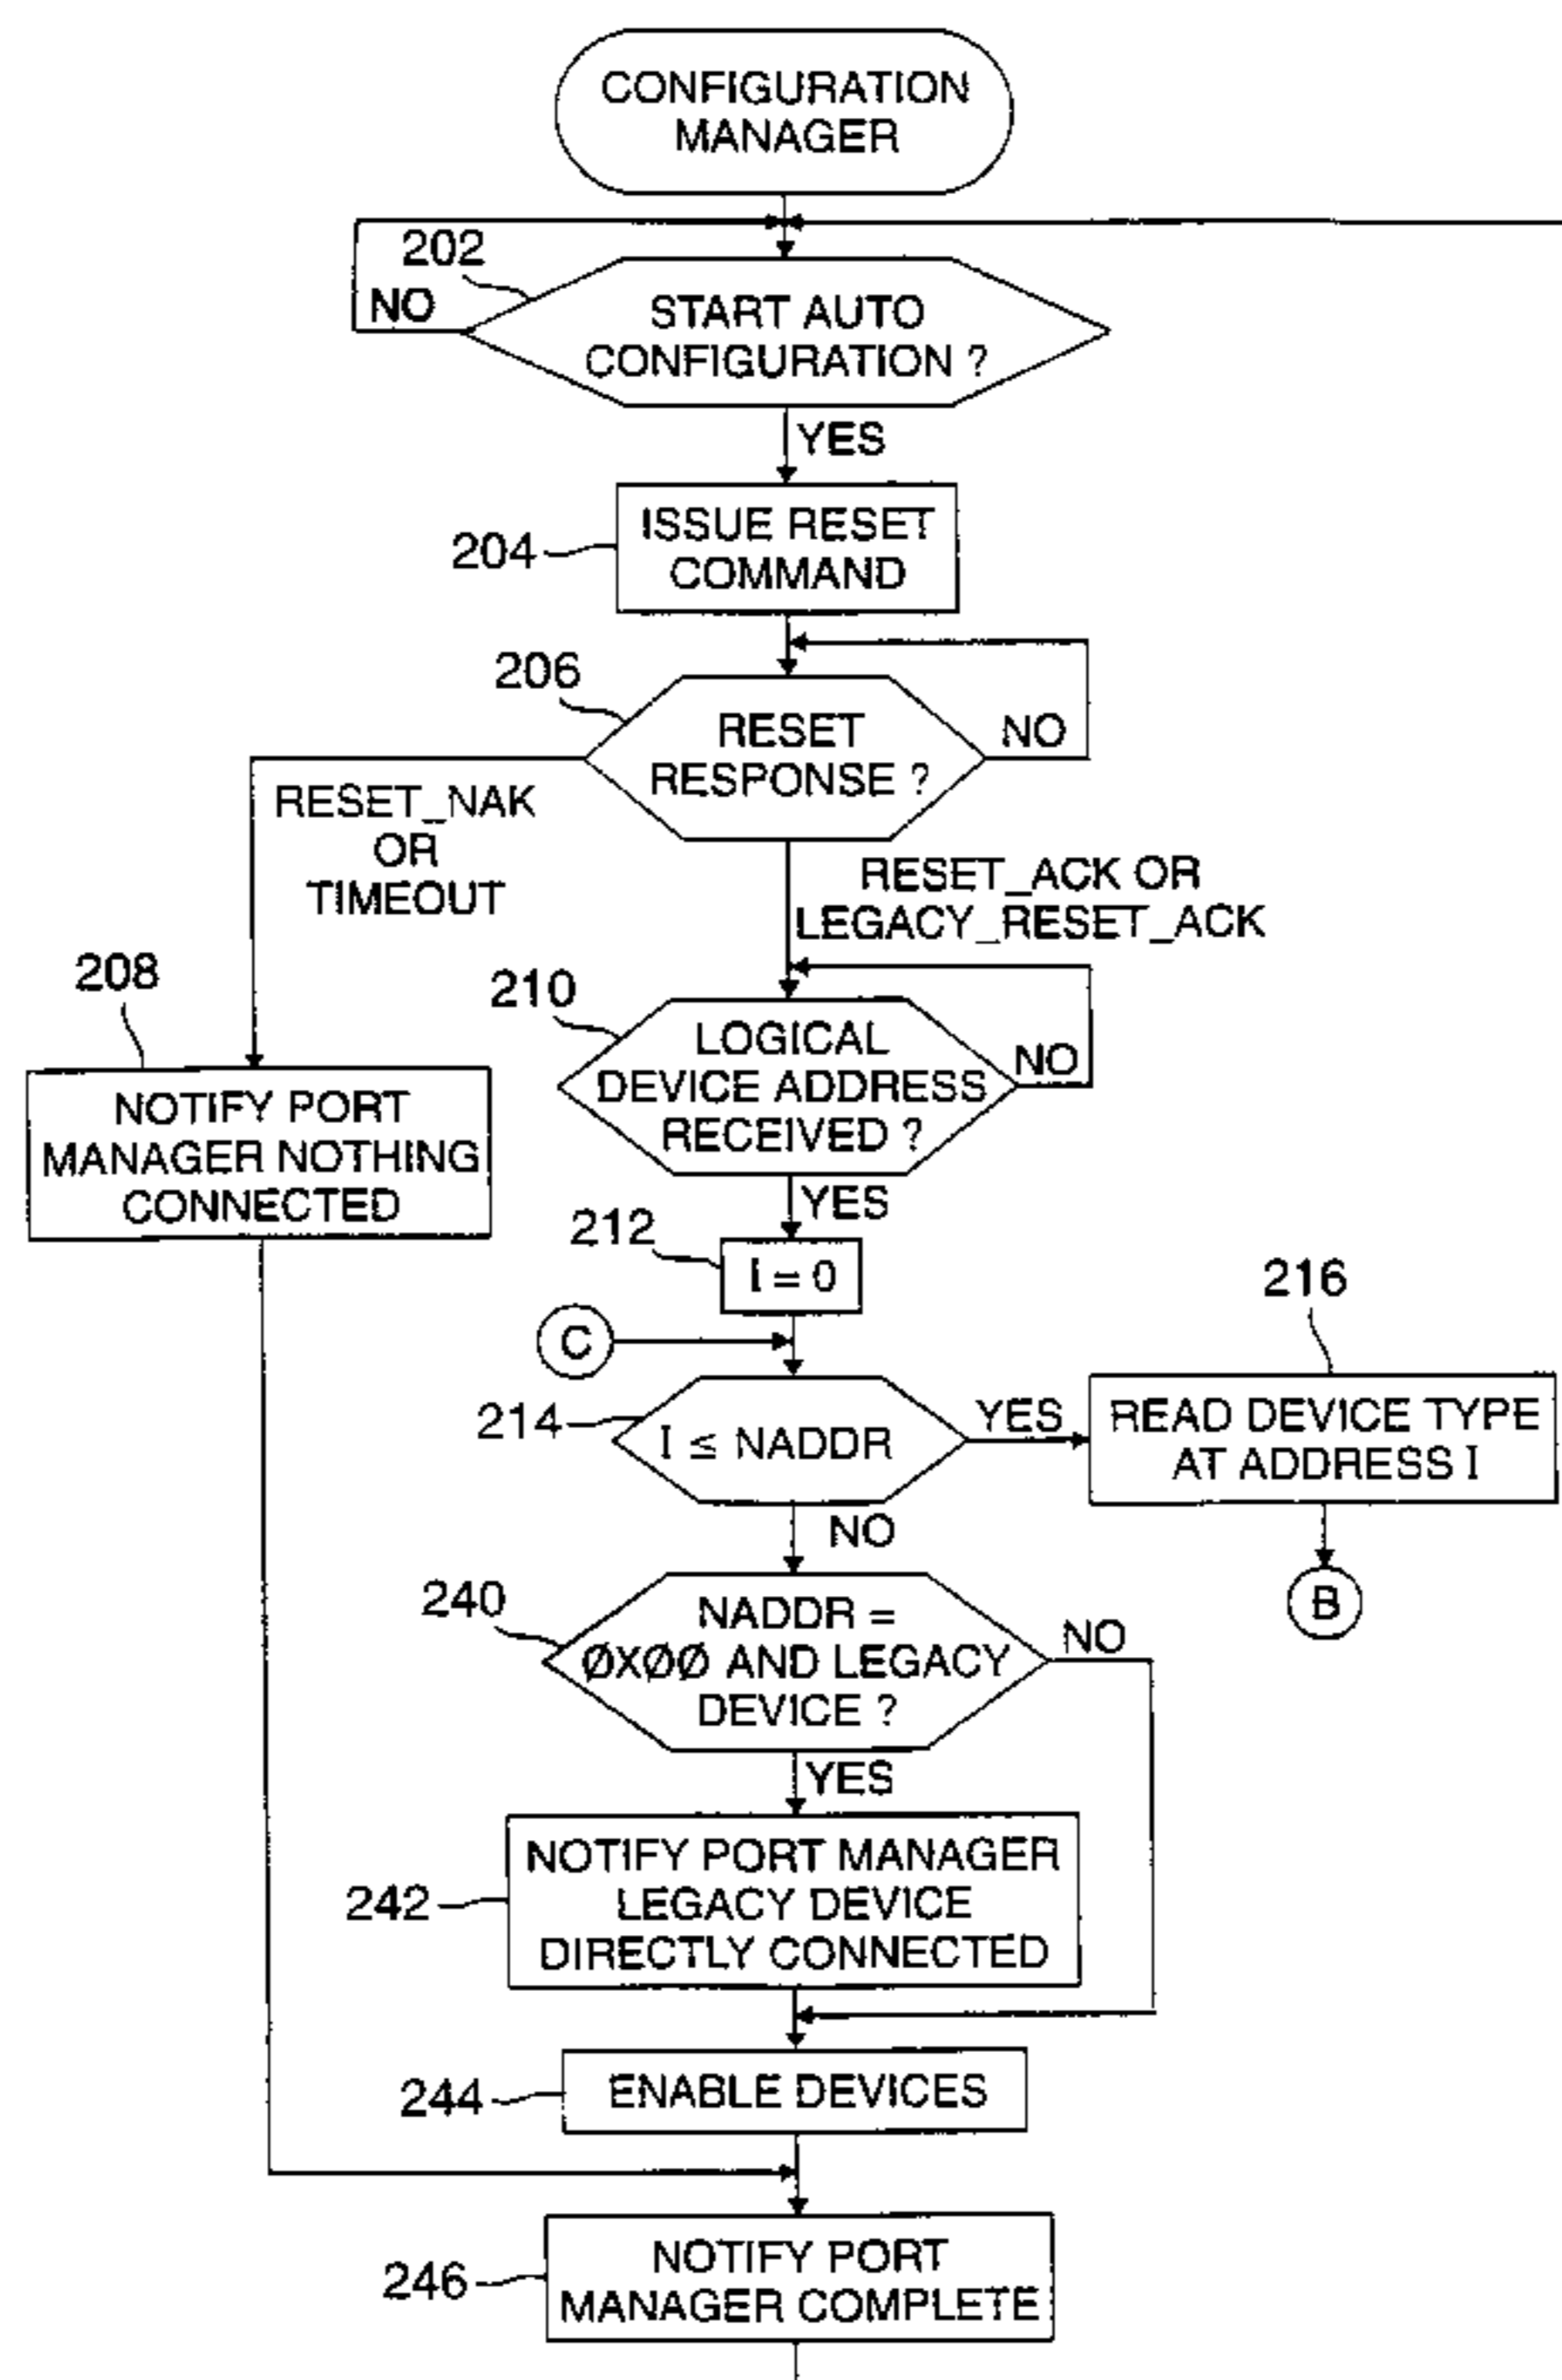 CONFIGURATION
MANAGER
202
NO
START AUTO
CONFIGURATION ?
YES
204
ISSUE RESET
COMMAND
206
RESET
RESPONSE ?
NO
RESET_NAK
OR
TIMEOUT
RESET_ACK OR
LEGACY_RESET_ACK
208
NOTIFY PORT
MANAGER NOTHING
CONNECTED
210
LOGICAL
DEVICE ADDRESS
RECEIVED ?
NO
YES
212
I = 0
C
214
I ≤ NADDR
YES
216
READ DEVICE TYPE
AT ADDRESS I
B
NO
240
NADDR =
ØXØØ AND LEGACY
DEVICE ?
NO
YES
242
NOTIFY PORT MANAGER
LEGACY DEVICE
DIRECTLY CONNECTED
244
ENABLE DEVICES
246
NOTIFY PORT
MANAGER COMPLETE